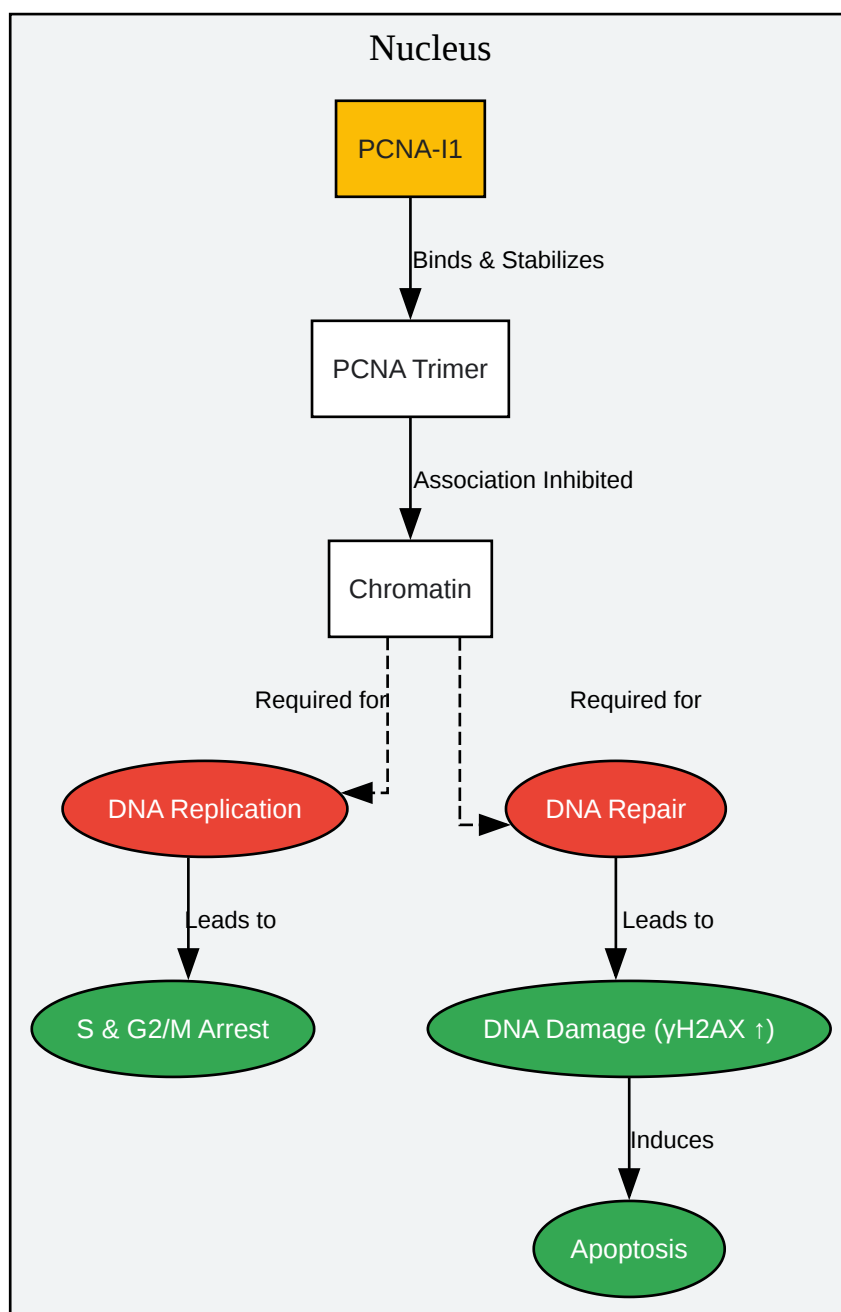 Nucleus
PCNA-I1
Binds & Stabilizes
PCNA Trimer
Association Inhibited
Chromatin
Required for
Required for
DNA Replication
DNA Repair
Leads to
Leads to
S & G2/M Arrest
DNA Damage (γH2AX ↑)
Induces
Apoptosis